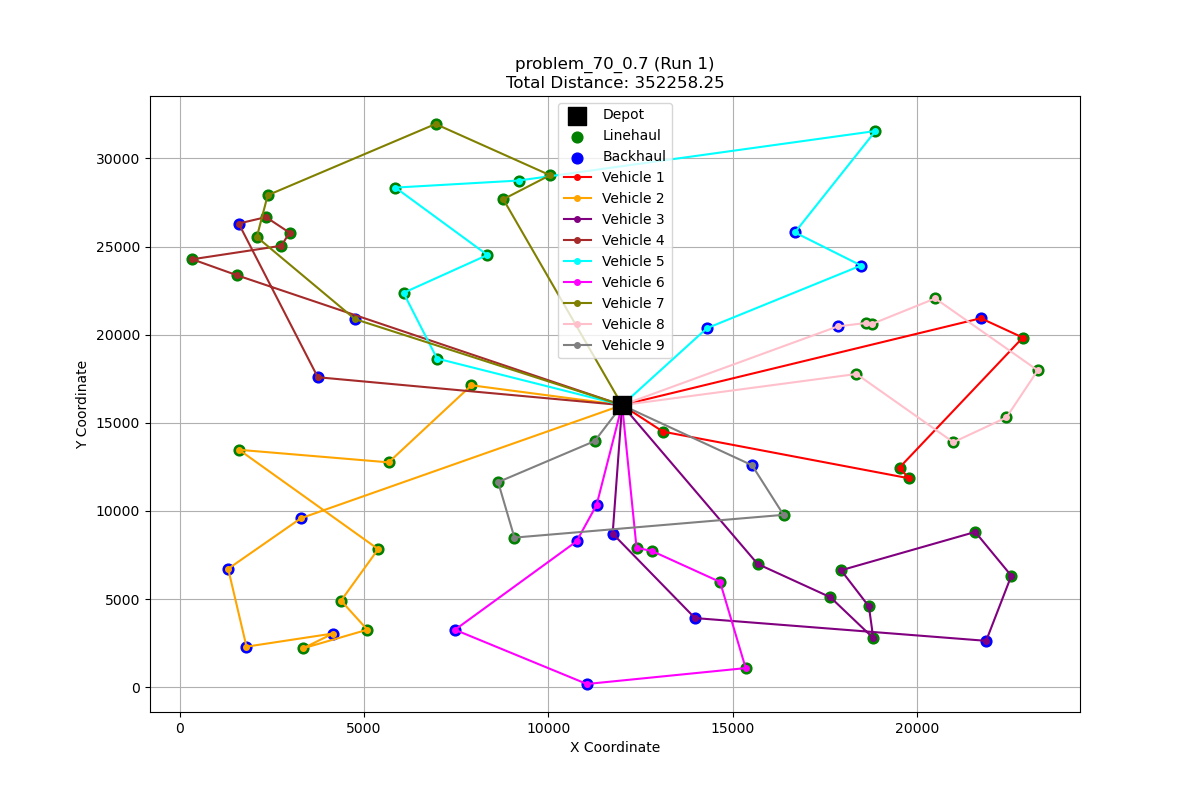 problem_70_0.7 (Run 1)
Total Distance: 352258.25
Depot
Linehaul
Backhaul
Vehicle 1
Vehicle 2
Vehicle 3
Vehicle 4
Vehicle 5
Vehicle 6
Vehicle 7
Vehicle 8
Vehicle 9
Y Coordinate
30000
25000
20000
15000
10000
5000
0
0 5000 10000 15000 20000
X Coordinate